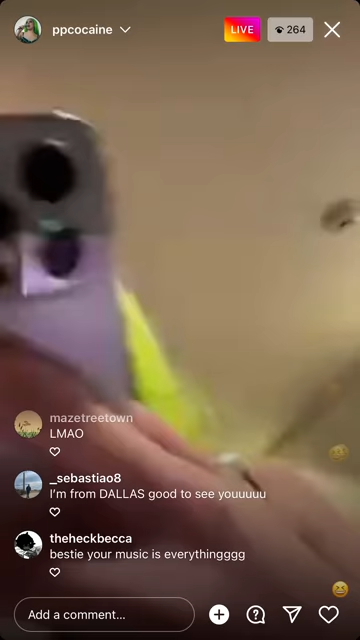 ppcocaine
LIVE
264
mazetreetown
LMAO
_sebastiao8
I'm from DALLAS good to see youuuuu
theheckbecca
bestie your music is everythingggg
Add a comment...